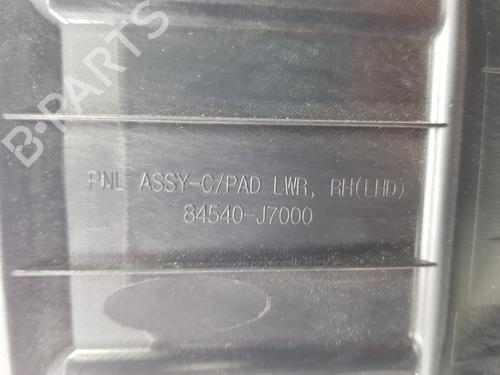 B-PARTS
PNL ASSY-C/PAD LWR, RH(LHD)
84540-J7000